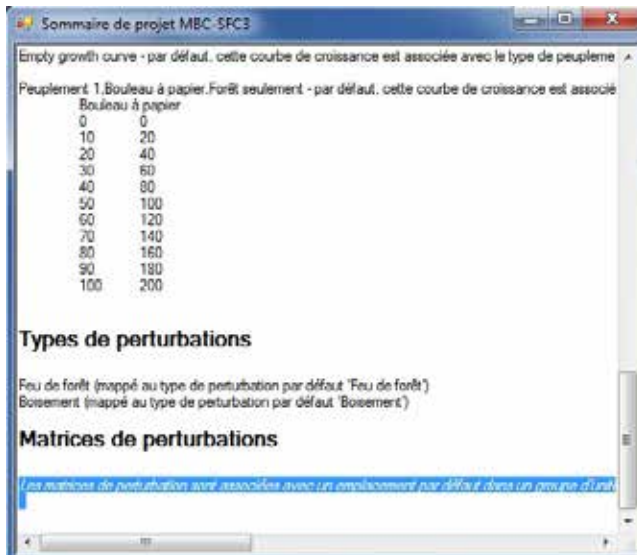 Sommaire de projet MBC-SFC3
Empty growth curve - par défaut, cette courbe de croissance est associée avec le type de peupleme
Peuplement 1,Bouleau à papier,Forêt seulement - par défaut, cette courbe de croissance est associé
Bouleau à papier
0 0
10 20
20 40
30 60
40 80
50 100
60 120
70 140
80 160
90 180
100 200
Types de perturbations
Feu de forêt (mappé au type de perturbation par défaut 'Feu de forêt')
Boisement (mappé au type de perturbation par défaut 'Boisement')
Matrices de perturbations
Les matrices de perturbation sont associées avec un emplacement par défaut dans un groupe d'unit